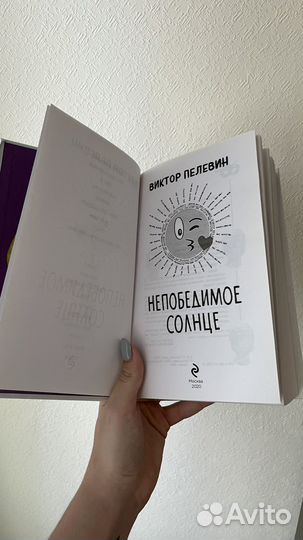 ВИКТОР ПЕЛЕВИН
НЕПОБЕДИМОЕ
СОЛНЦЕ
Москва
2020
Avito